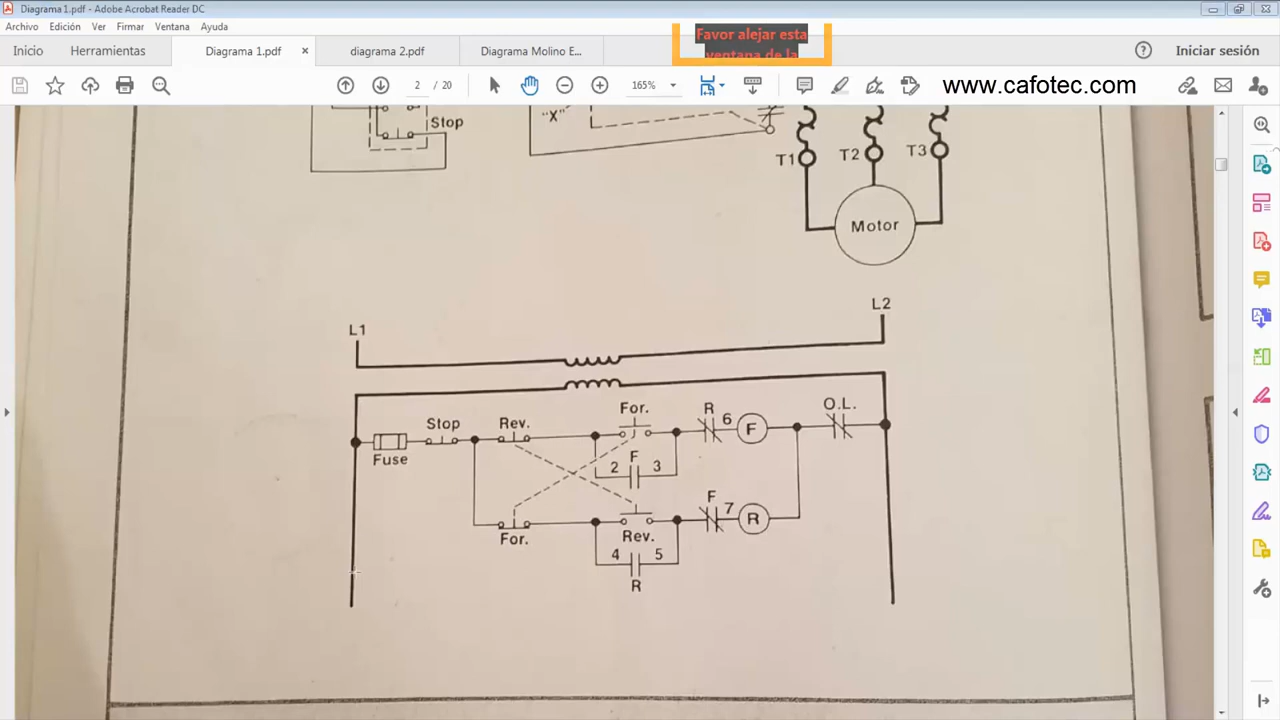 Diagrama 1.pdf - Adobe Acrobat Reader DC
Archivo Edición Ver Firmar Ventana Ayuda
Inicio Herramientas Diagrama 1.pdf × diagrama 2.pdf Diagrama Molino E...
Favor alejar esta
ventana de la
Iniciar sesión
2 / 20 165% www.cafotec.com
Stop
"X"
T1 T2 T3
Motor
L1 L2
Stop Rev. For. R 6 F O.L.
Fuse
2 F 3
For. Rev. F 7 R
4 5
R